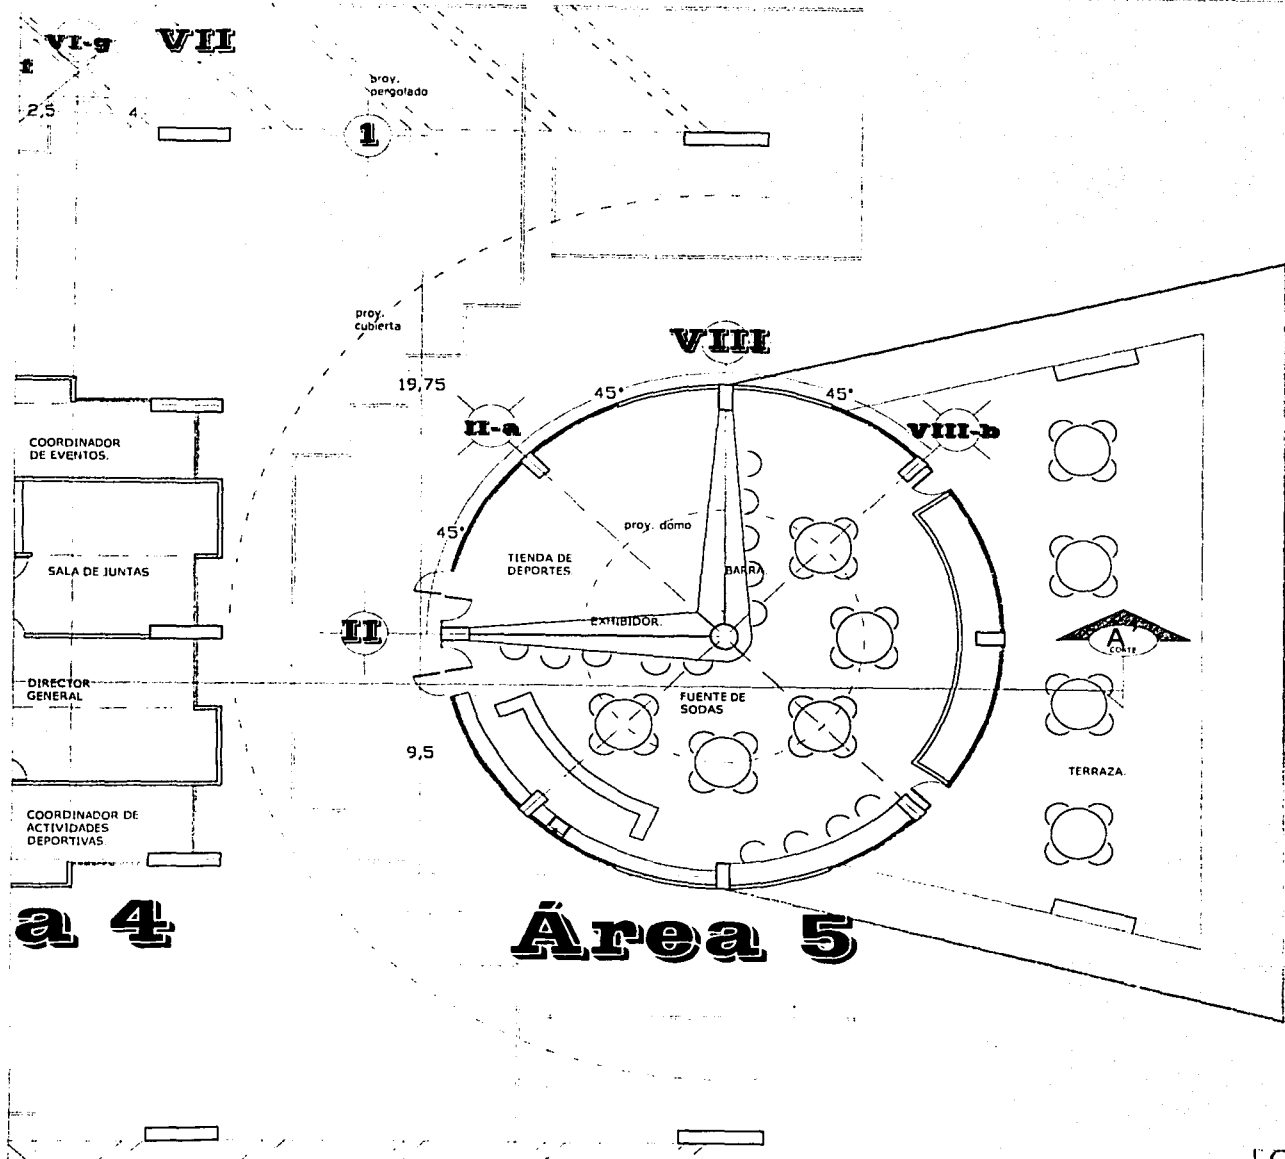 VI-g
VII
f
2,5
4
proy.
pergolado
1
proy.
cubierta
VIII
19,75
45°
45°
II-a
VIII-b
COORDINADOR
DE EVENTOS.
45°
proy. domo
TIENDA DE
DEPORTES.
BARRA.
SALA DE JUNTAS
EXHIBIDOR.
II
A
CORTE
DIRECTOR
GENERAL
FUENTE DE
SODAS
9,5
TERRAZA.
COORDINADOR DE
ACTIVIDADES
DEPORTIVAS.
a 4
Área 5